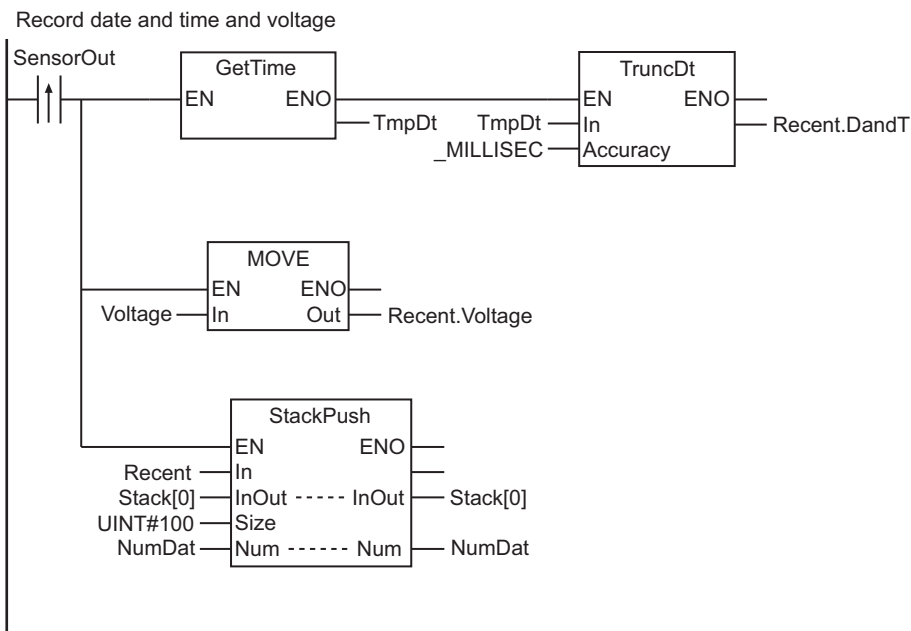 Record date and time and voltage
SensorOut
GetTime
EN ENO
TmpDt
TruncDt
EN ENO
TmpDt In Recent.DandT
_MILLISEC Accuracy
MOVE
EN ENO
Voltage In Out Recent.Voltage
StackPush
EN ENO
Recent In
Stack[0] InOut ----- InOut Stack[0]
UINT#100 Size
NumDat Num ------ Num NumDat